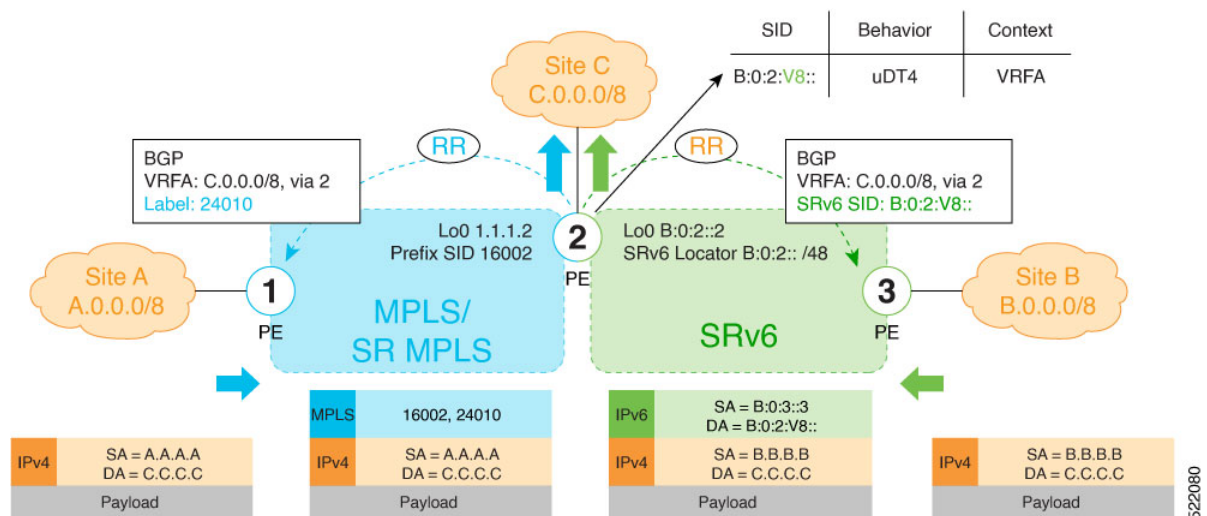 SID Behavior Context
B:0:2:V8:: uDT4 VRFA
Site C
C.0.0.0/8
RR
RR
BGP
VRFA: C.0.0.0/8, via 2
Label: 24010
BGP
VRFA: C.0.0.0/8, via 2
SRv6 SID: B:0:2:V8::
Lo0 1.1.1.2
Prefix SID 16002
2
PE
Lo0 B:0:2::2
SRv6 Locator B:0:2:: /48
Site A
A.0.0.0/8
1
PE
MPLS/
SR MPLS
SRv6
3
PE
Site B
B.0.0.0/8
MPLS 16002, 24010
IPv6
SA = B:0:3::3
DA = B:0:2:V8::
IPv4
SA = A.A.A.A
DA = C.C.C.C
Payload
IPv4
SA = A.A.A.A
DA = C.C.C.C
Payload
IPv4
SA = B.B.B.B
DA = C.C.C.C
Payload
IPv4
SA = B.B.B.B
DA = C.C.C.C
Payload
522080